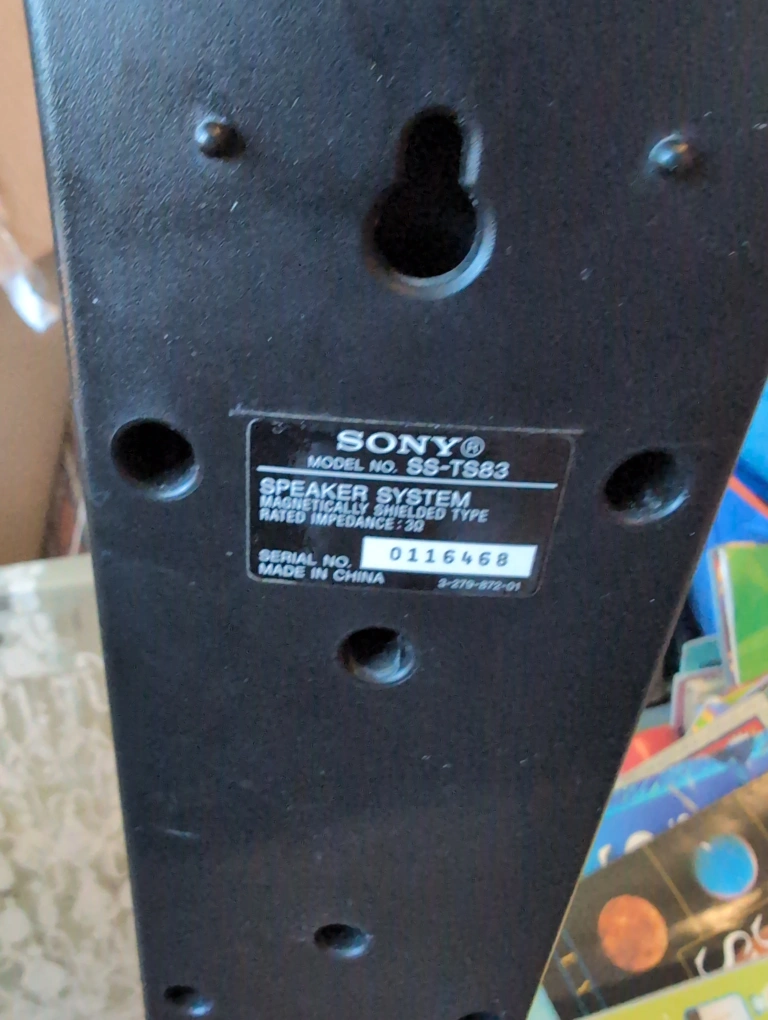 SONY®
MODEL NO. SS-TS83
SPEAKER SYSTEM
MAGNETICALLY SHIELDED TYPE
RATED IMPEDANCE: 3Ω
SERIAL NO. 0116468
MADE IN CHINA 3-279-872-01